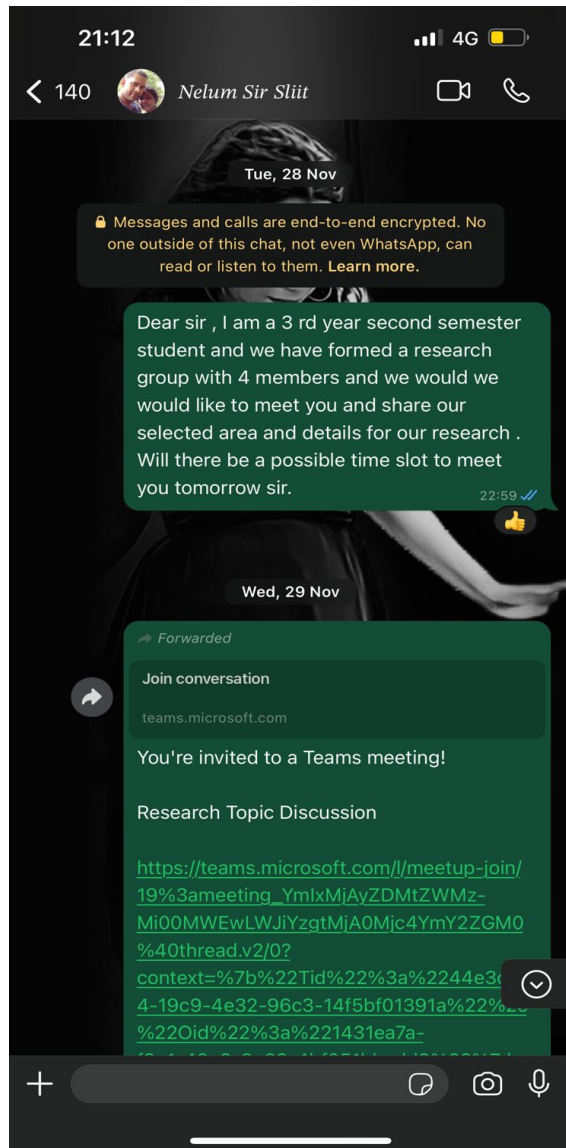 21:12
4G
140
Nelum Sir Sliit
Tue, 28 Nov
Messages and calls are end-to-end encrypted. No
one outside of this chat, not even WhatsApp, can
read or listen to them. Learn more.
Dear sir , I am a 3 rd year second semester
student and we have formed a research
group with 4 members and we would we
would like to meet you and share our
selected area and details for our research .
Will there be a possible time slot to meet
you tomorrow sir.
22:59
Wed, 29 Nov
Forwarded
Join conversation
teams.microsoft.com
You're invited to a Teams meeting!
Research Topic Discussion
https://teams.microsoft.com/l/meetup-join/
19%3ameeting_YmIxMjAyZDMtZWMz-
Mi00MWEwLWJiYzgtMjA0Mjc4YmY2ZGM0
%40thread.v2/0?
context=%7b%22Tid%22%3a%2244e3
4-19c9-4e32-96c3-14f5bf01391a%22%
%22Oid%22%3a%221431ea7a-